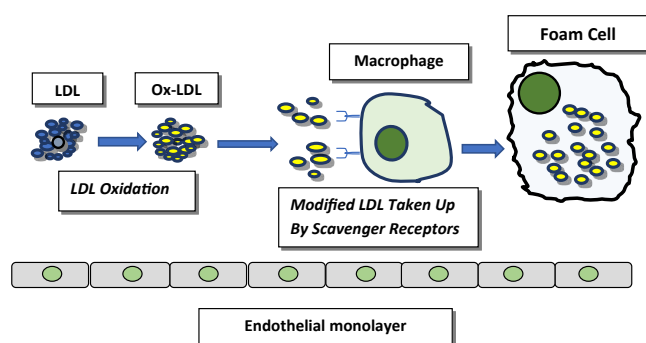 Foam Cell
Macrophage
LDL
Ox-LDL
LDL Oxidation
Modified LDL Taken Up
By Scavenger Receptors
Endothelial monolayer